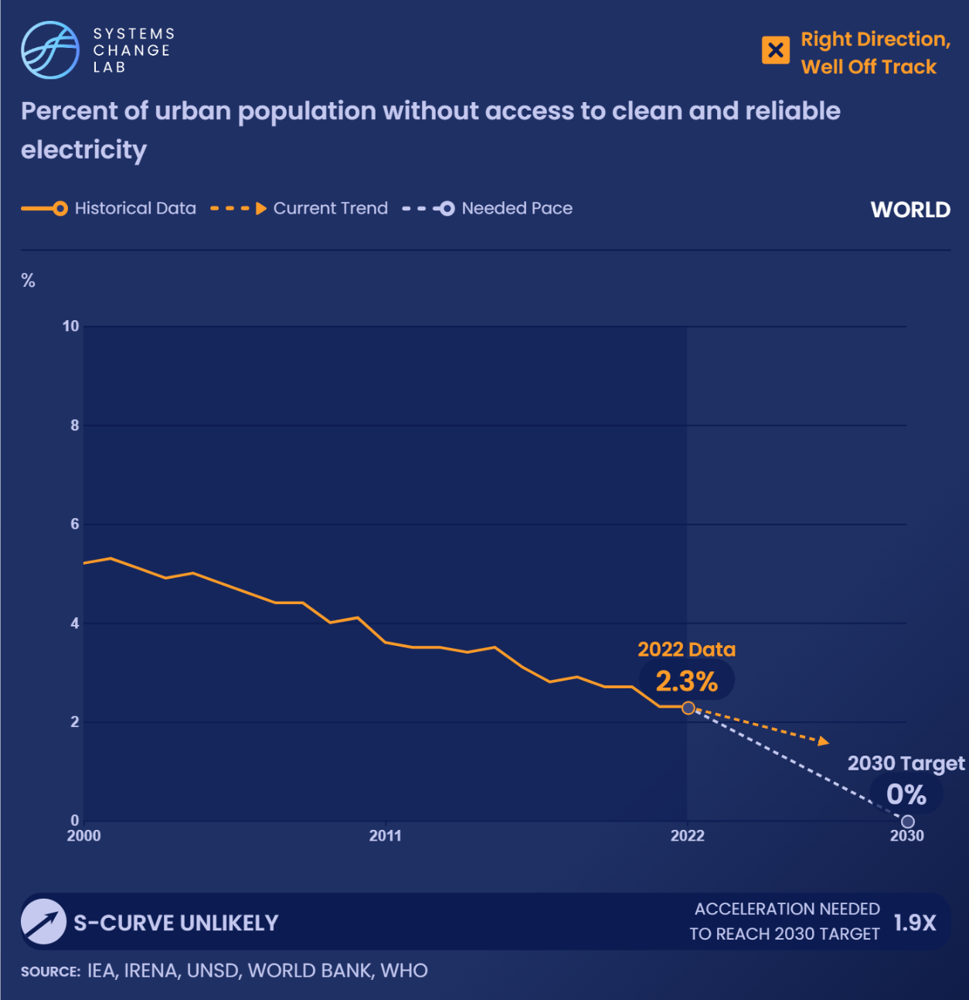 SYSTEMS
CHANGE
LAB
Right Direction,
Well Off Track
Percent of urban population without access to clean and reliable
electricity
Historical Data
Current Trend
Needed Pace
WORLD
%
10
8
6
4
2
0
2022 Data
2.3%
2030 Target
0%
2000
2011
2022
2030
S-CURVE UNLIKELY
ACCELERATION NEEDED
TO REACH 2030 TARGET
1.9X
SOURCE: IEA, IRENA, UNSD, WORLD BANK, WHO